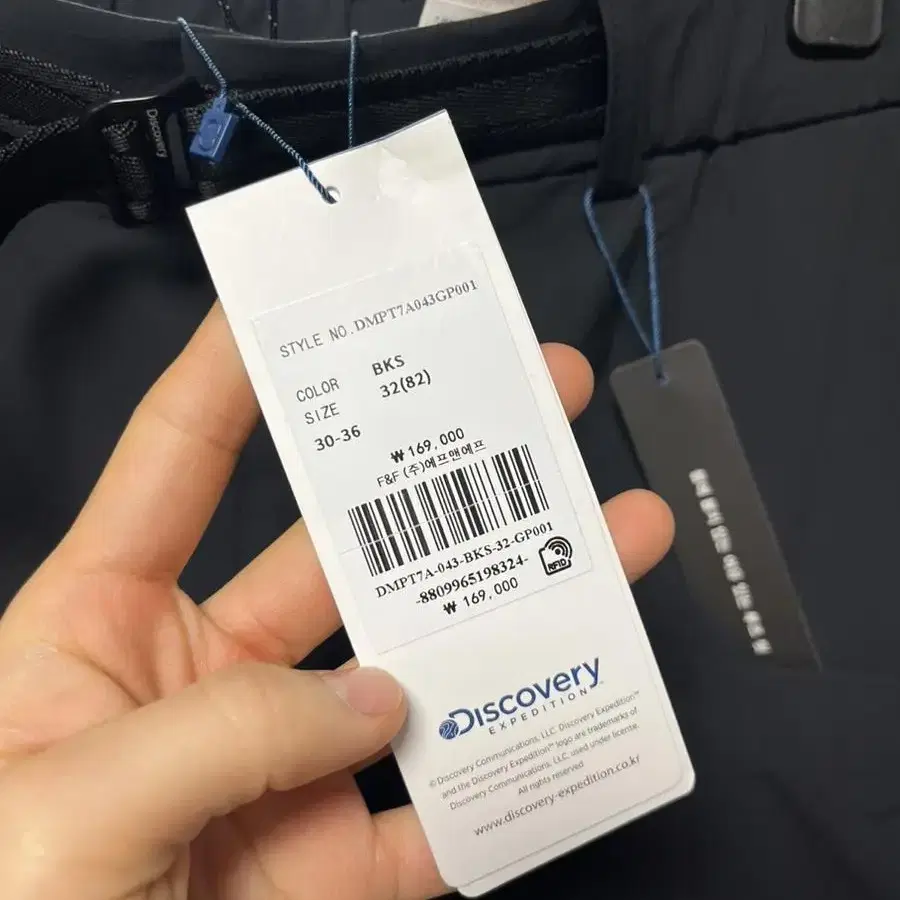 Discovery
STYLE NO. DMPT7A043GP001
COLOR BKS
SIZE 32(82)
30-36
₩169,000
F&F (주)에프앤에프
DMPT7A-043-BKS-32-GP001
-8809965198324-
₩ 169,000
RFID
Discovery™
EXPEDITION
© Discovery Communications, LLC. Discovery Expedition™
and the Discovery Expedition™ logo are trademarks of
Discovery Communications, LLC, used under license.
All rights reserved
www.discovery-expedition.co.kr